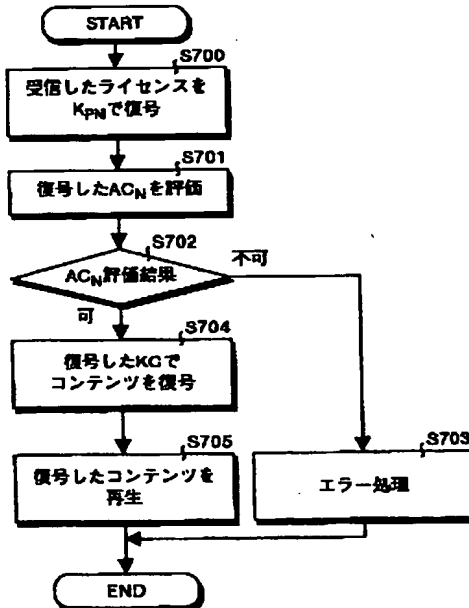 START
S700
受信したライセンスを
KPNで復号
S701
復号したACNを評価
S702
ACN評価結果
不可
可
S704
復号したKCで
コンテンツを復号
S705
復号したコンテンツを
再生
S703
エラー処理
END